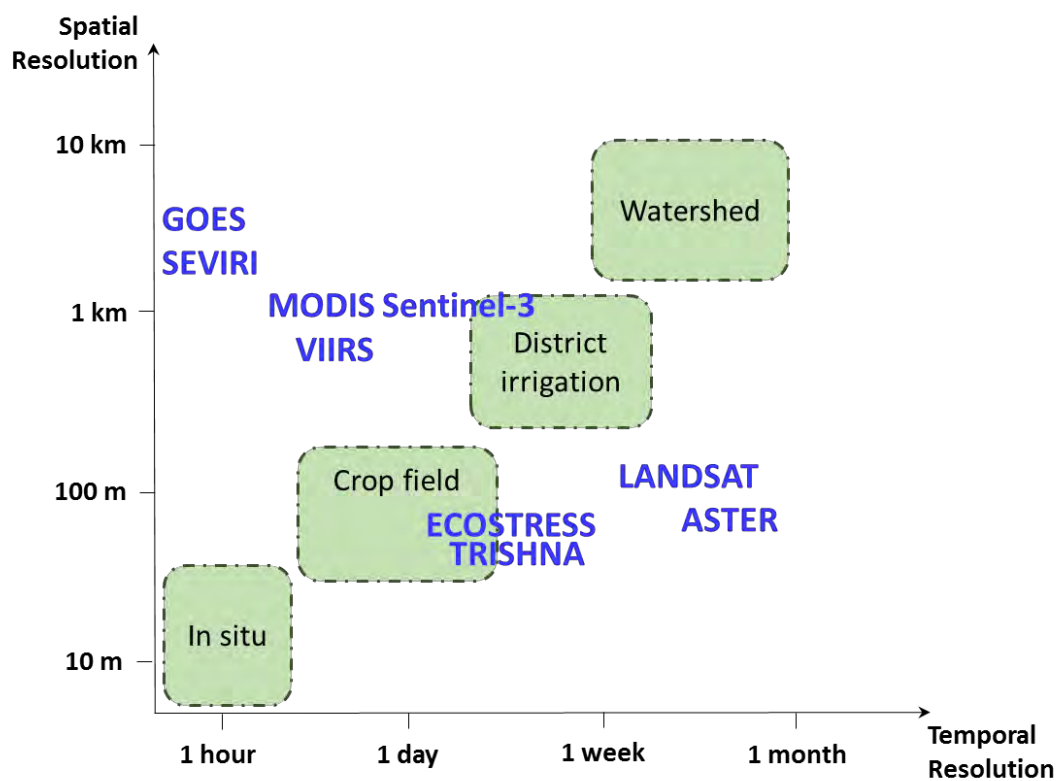 Spatial
Resolution
10 km
Watershed
GOES
SEVIRI
MODIS Sentinel-3
1 km
VIIRS
District
irrigation
Crop field
LANDSAT
100 m
ASTER
ECOSTRESS
TRISHNA
In situ
10 m
1 hour
1 day
1 week
1 month
Temporal
Resolution